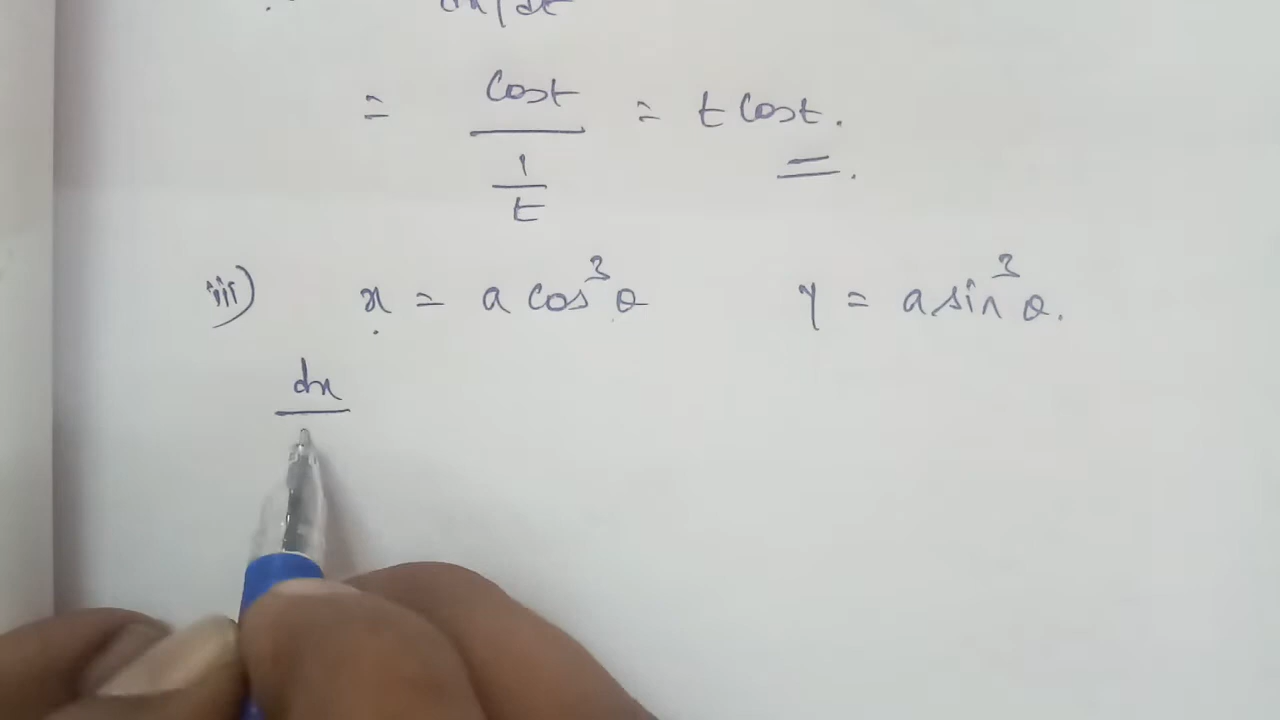 = cost / 1/t = t cost.
iii) x = a cos³θ y = a sin³θ.
dx